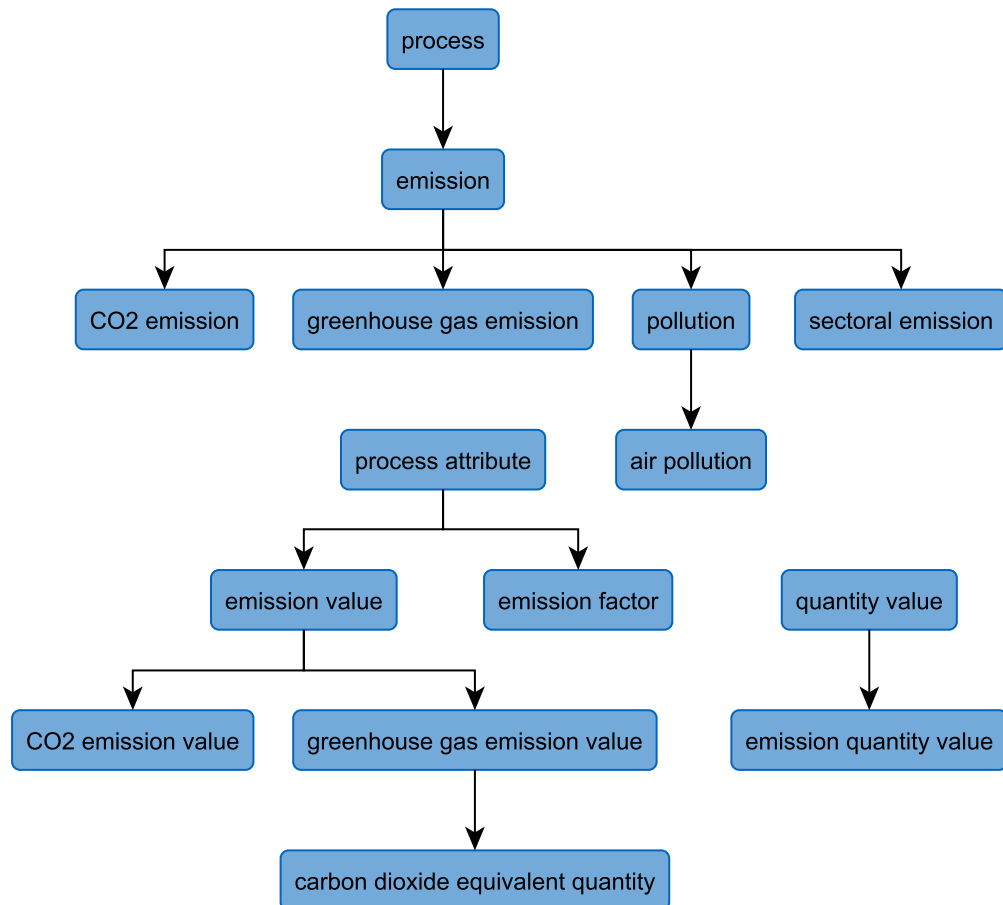 process
emission
CO2 emission
greenhouse gas emission
pollution
sectoral emission
process attribute
air pollution
emission value
emission factor
quantity value
CO2 emission value
greenhouse gas emission value
emission quantity value
carbon dioxide equivalent quantity